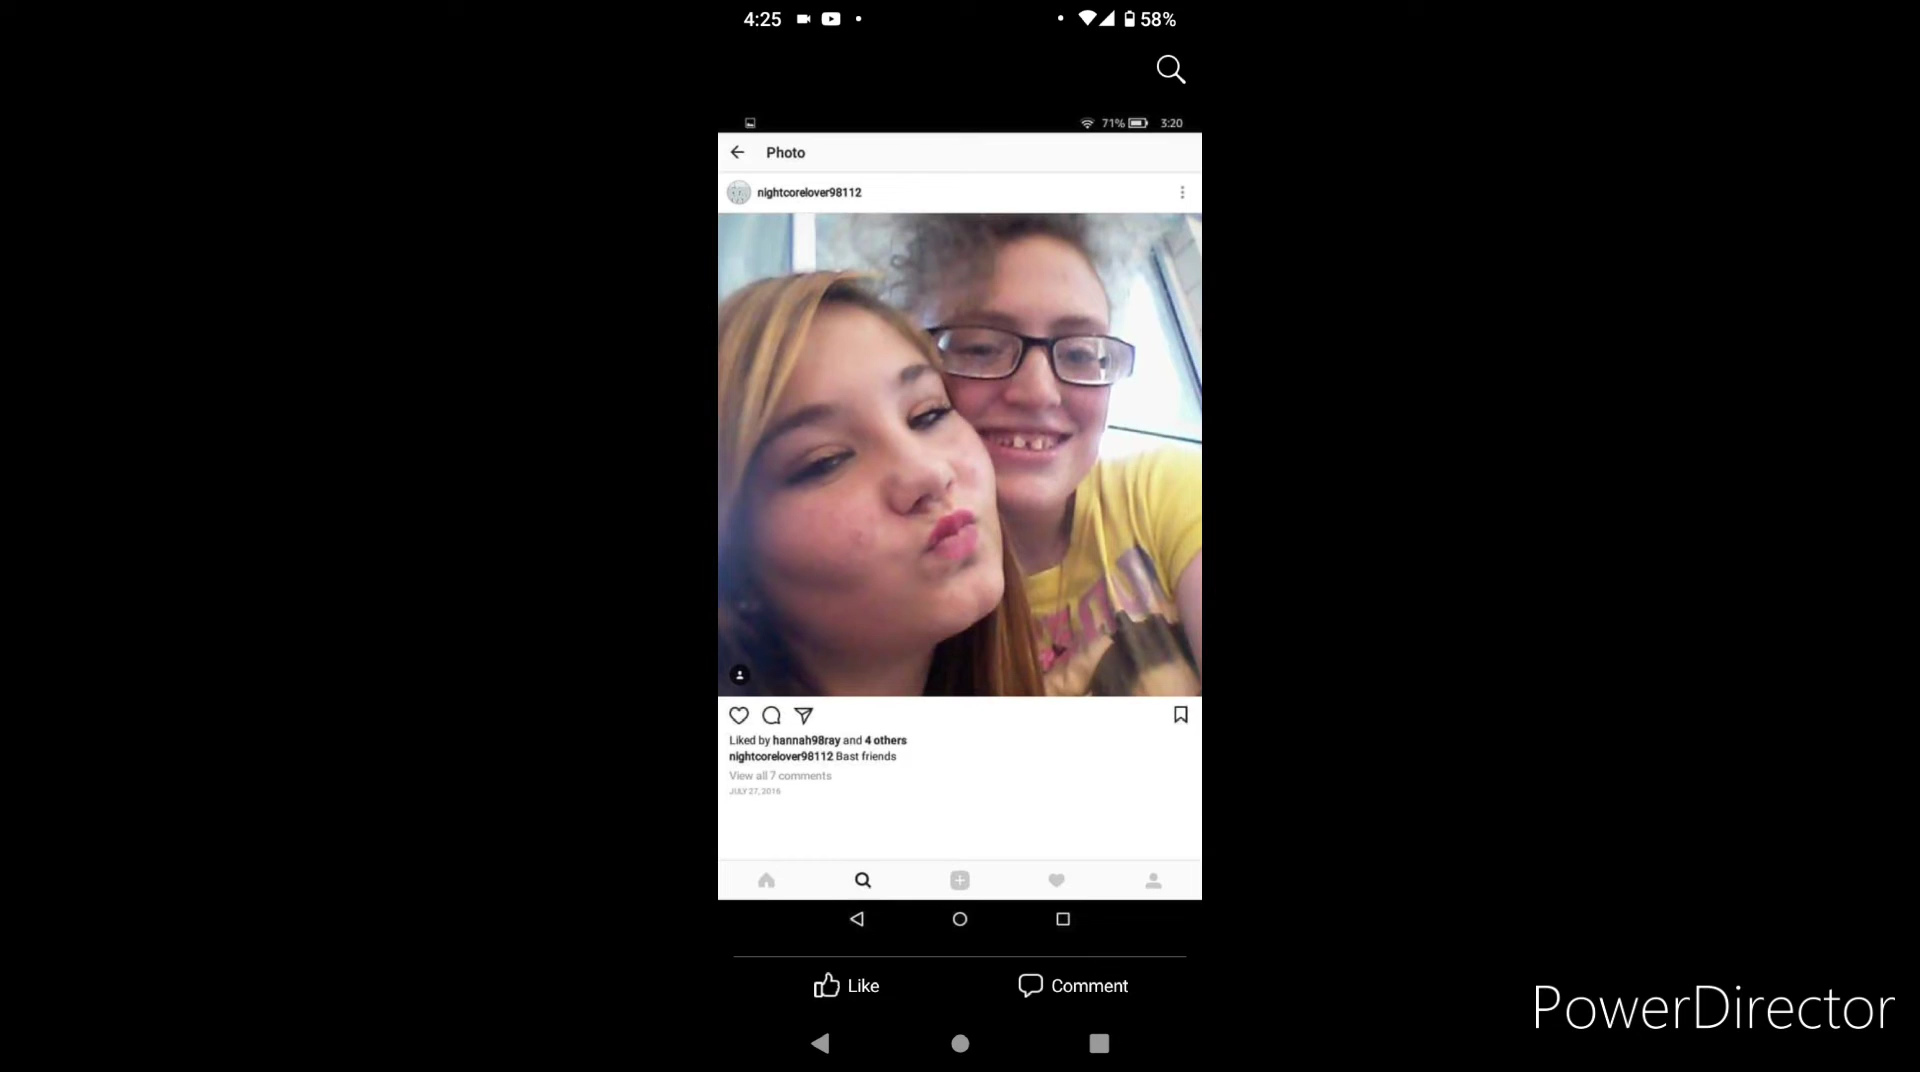 4:25
58%
71% 3:20
Photo
nightcorelover98112
Liked by hannah98ray and 4 others
nightcorelover98112 Bast friends
View all 7 comments
JULY 27, 2016
Like
Comment
PowerDirector